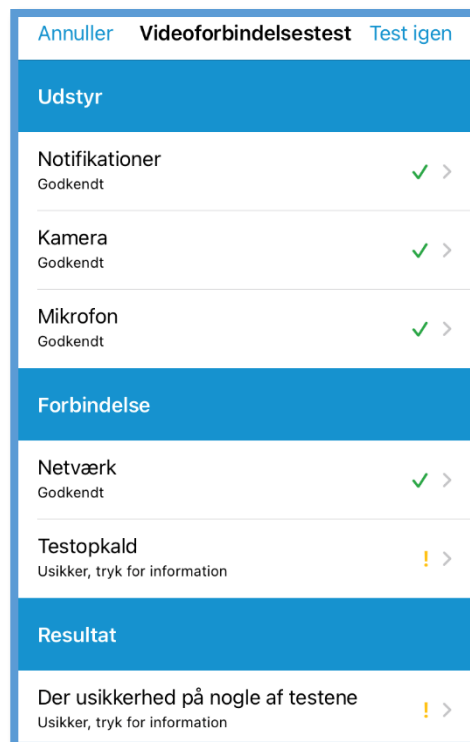 Annuller Videoforbindelsestest Test igen
Udstyr
Notifikationer
Godkendt
Kamera
Godkendt
Mikrofon
Godkendt
Forbindelse
Netværk
Godkendt
Testopkald
Usikker, tryk for information
Resultat
Der usikkerhed på nogle af testene
Usikker, tryk for information